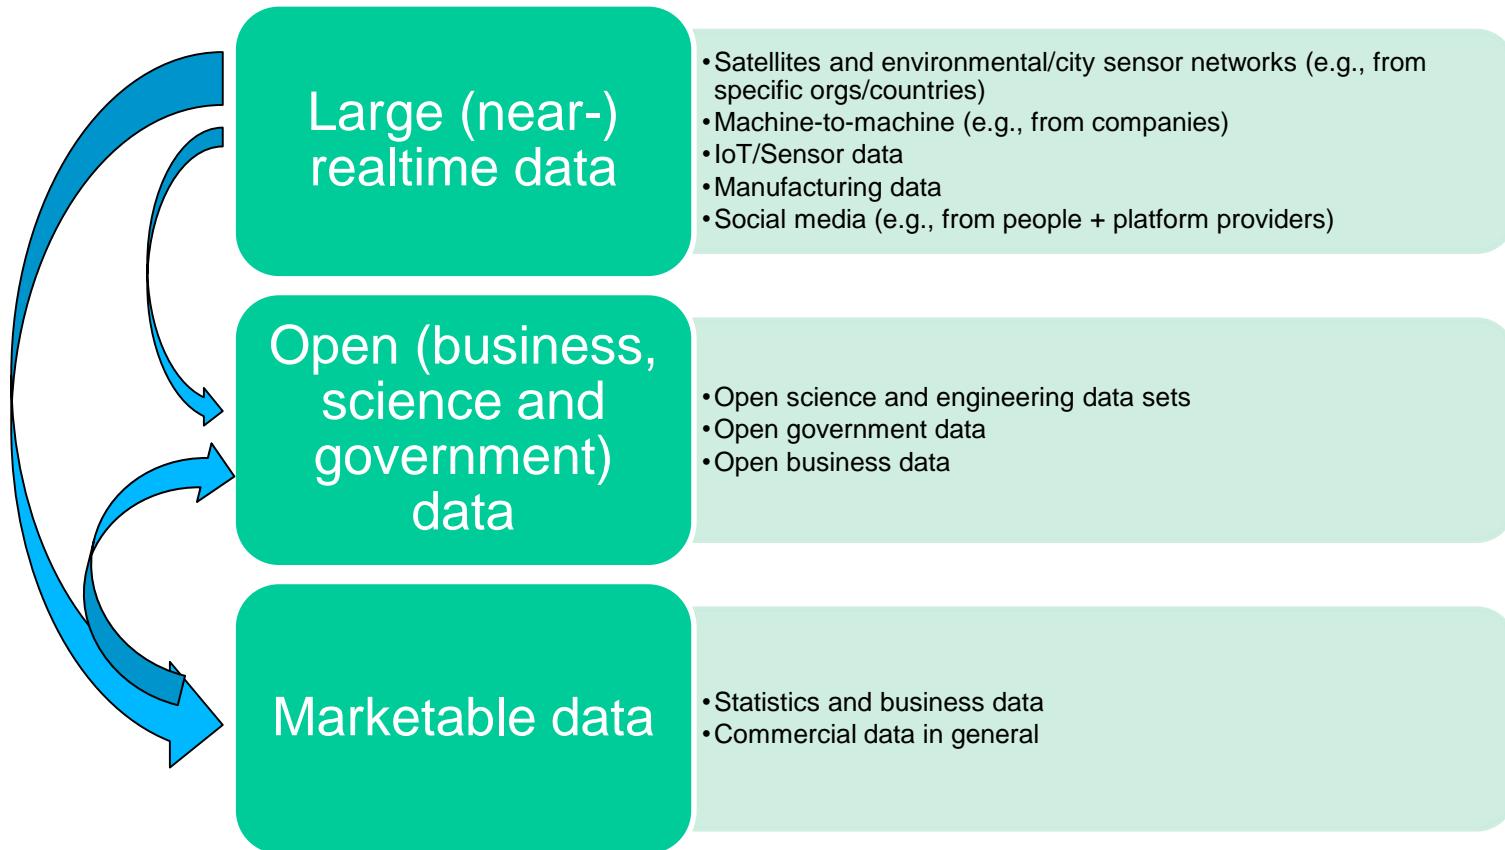 Large (near-)
realtime data
•Satellites and environmental/city sensor networks (e.g., from
specific orgs/countries)
•Machine-to-machine (e.g., from companies)
•IoT/Sensor data
•Manufacturing data
•Social media (e.g., from people + platform providers)
Open (business,
science and
government)
data
•Open science and engineering data sets
•Open government data
•Open business data
Marketable data
•Statistics and business data
•Commercial data in general